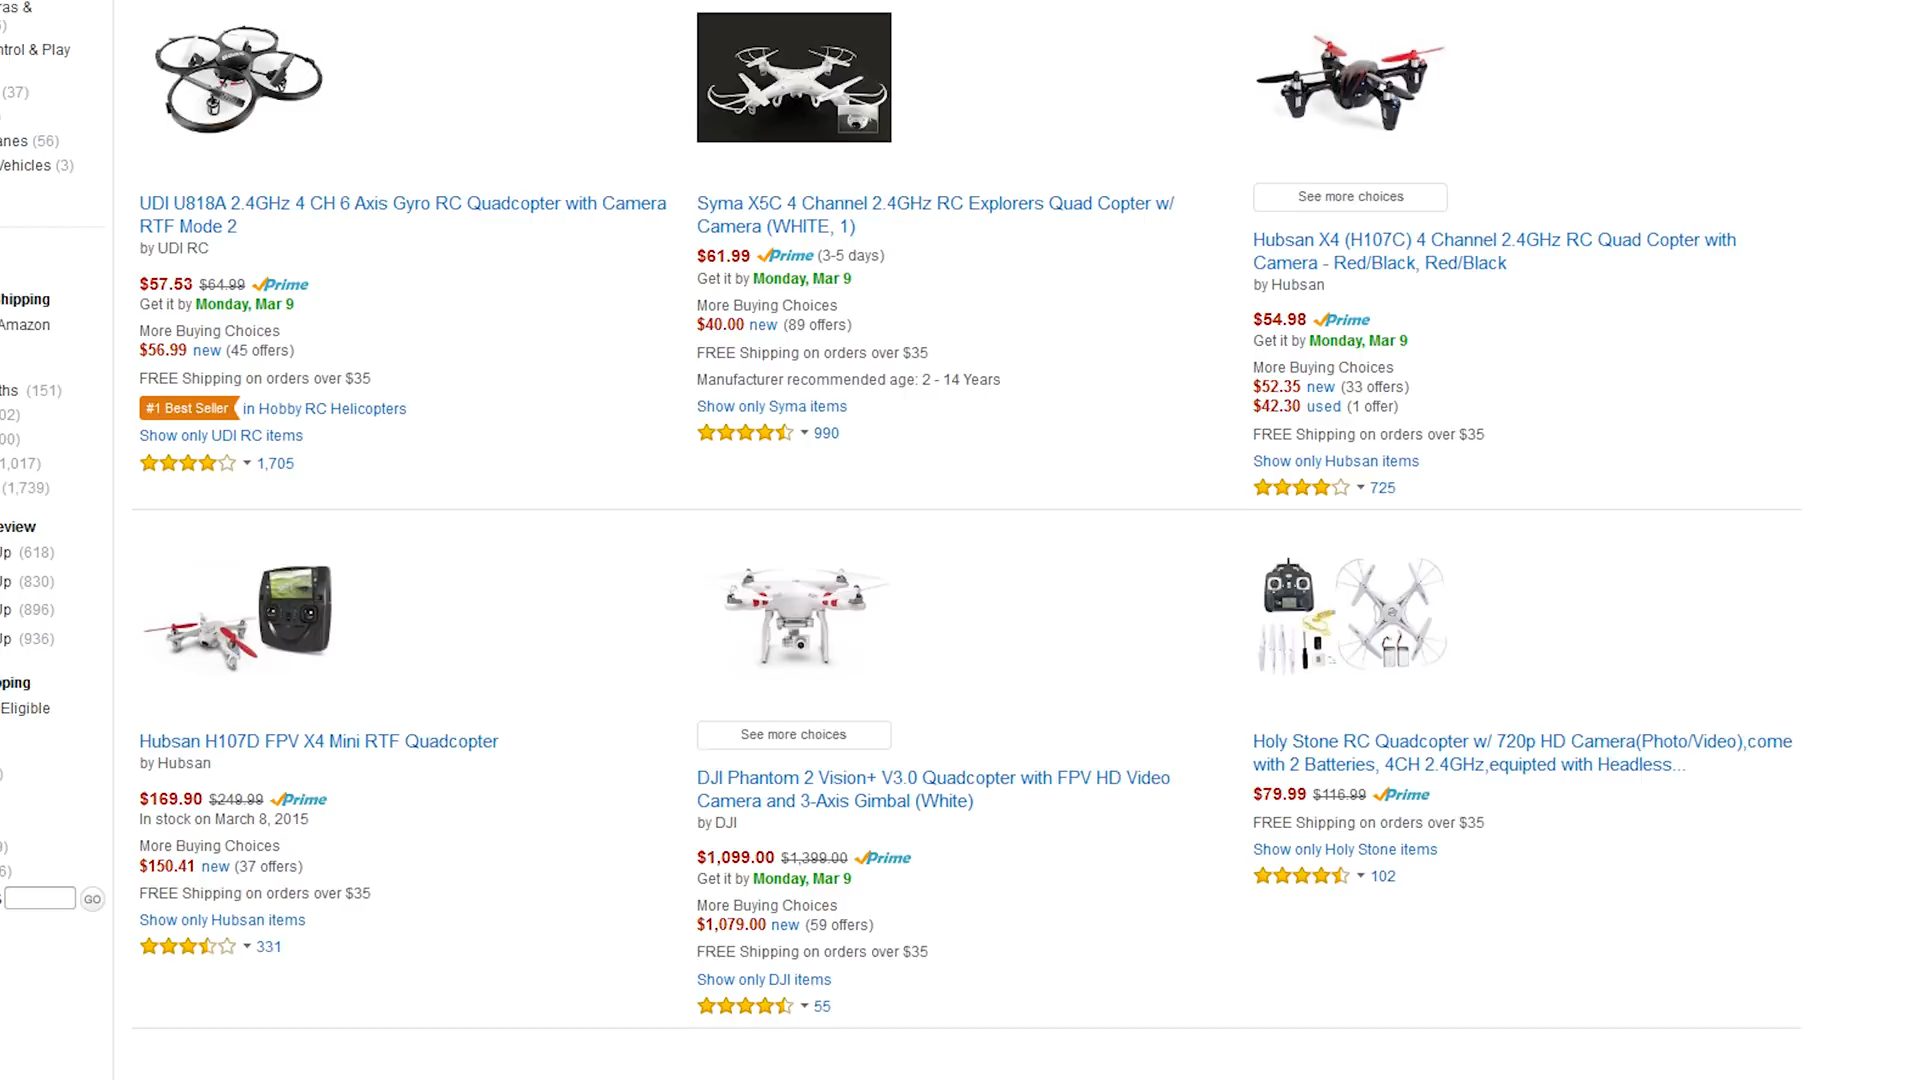 ras &
ntrol & Play
(37)
anes (56)
Vehicles (3)
Shipping
Amazon
ths (151)
02)
00)
1,017)
(1,739)
eview
Up (618)
Up (830)
Up (896)
Up (936)
pping
Eligible
GO
UDI U818A 2.4GHz 4 CH 6 Axis Gyro RC Quadcopter with Camera
RTF Mode 2
by UDI RC
$57.53 $64.99 Prime
Get it by Monday, Mar 9
More Buying Choices
$56.99 new (45 offers)
FREE Shipping on orders over $35
#1 Best Seller in Hobby RC Helicopters
Show only UDI RC items
1,705
Syma X5C 4 Channel 2.4GHz RC Explorers Quad Copter w/
Camera (WHITE, 1)
$61.99 Prime (3-5 days)
Get it by Monday, Mar 9
More Buying Choices
$40.00 new (89 offers)
FREE Shipping on orders over $35
Manufacturer recommended age: 2 - 14 Years
Show only Syma items
990
See more choices
Hubsan X4 (H107C) 4 Channel 2.4GHz RC Quad Copter with
Camera - Red/Black, Red/Black
by Hubsan
$54.98 Prime
Get it by Monday, Mar 9
More Buying Choices
$52.35 new (33 offers)
$42.30 used (1 offer)
FREE Shipping on orders over $35
Show only Hubsan items
725
Hubsan H107D FPV X4 Mini RTF Quadcopter
by Hubsan
$169.90 $249.99 Prime
In stock on March 8, 2015
More Buying Choices
$150.41 new (37 offers)
FREE Shipping on orders over $35
Show only Hubsan items
331
See more choices
DJI Phantom 2 Vision+ V3.0 Quadcopter with FPV HD Video
Camera and 3-Axis Gimbal (White)
by DJI
$1,099.00 $1,399.00 Prime
Get it by Monday, Mar 9
More Buying Choices
$1,079.00 new (59 offers)
FREE Shipping on orders over $35
Show only DJI items
55
Holy Stone RC Quadcopter w/ 720p HD Camera(Photo/Video),come
with 2 Batteries, 4CH 2.4GHz,equipted with Headless...
$79.99 $116.99 Prime
FREE Shipping on orders over $35
Show only Holy Stone items
102